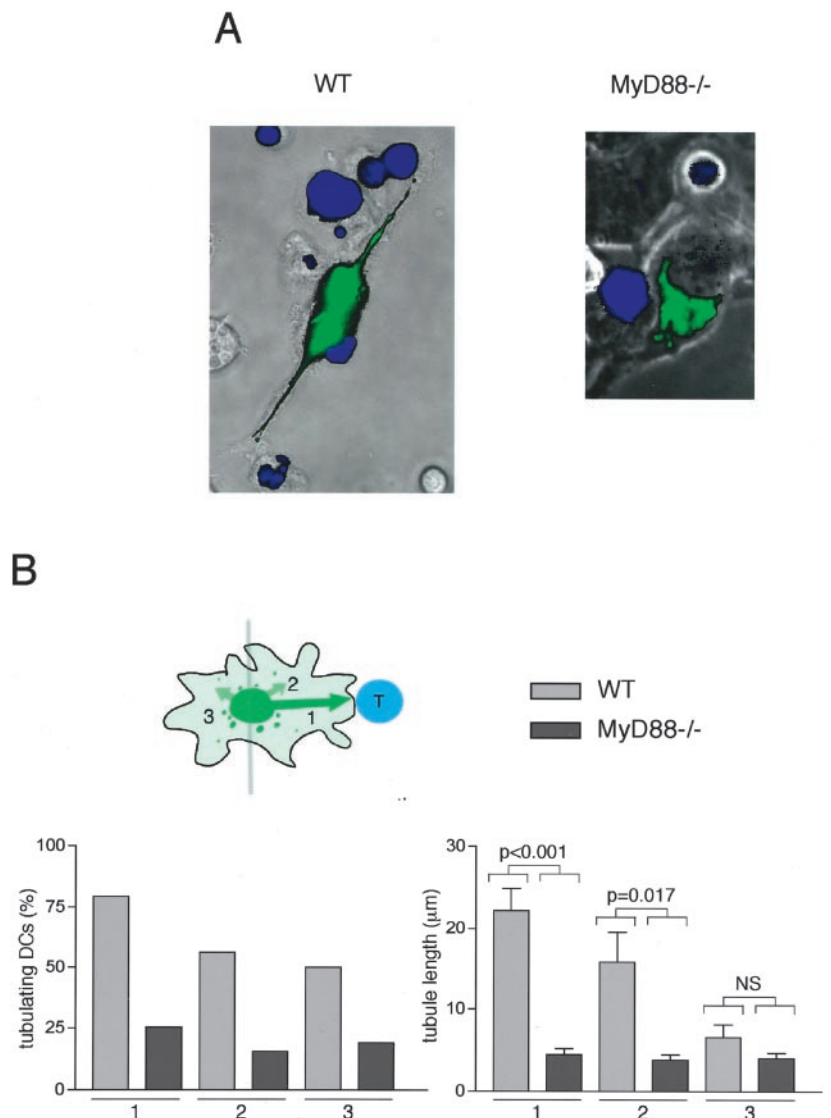 A
WT
MyD88-/-
B
3
2
1
T
WT
MyD88-/-
tubulating DCs (%)
100
75
50
25
0
1
2
3
tubule length (μm)
30
20
10
0
p<0.001
p=0.017
NS
1
2
3